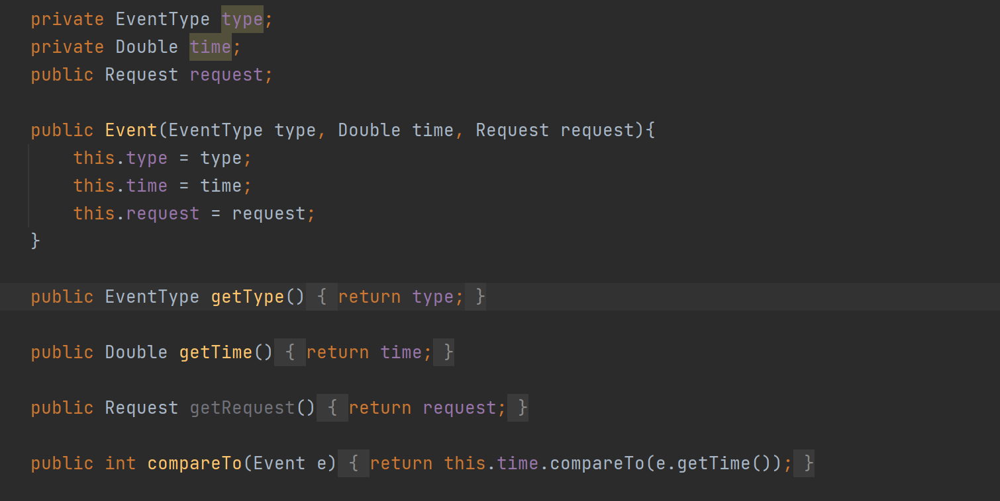 private EventType type;
private Double time;
public Request request;
public Event(EventType type, Double time, Request request){
this.type = type;
this.time = time;
this.request = request;
}
public EventType getType() { return type; }
public Double getTime() { return time; }
public Request getRequest() { return request; }
public int compareTo(Event e) { return this.time.compareTo(e.getTime()); }